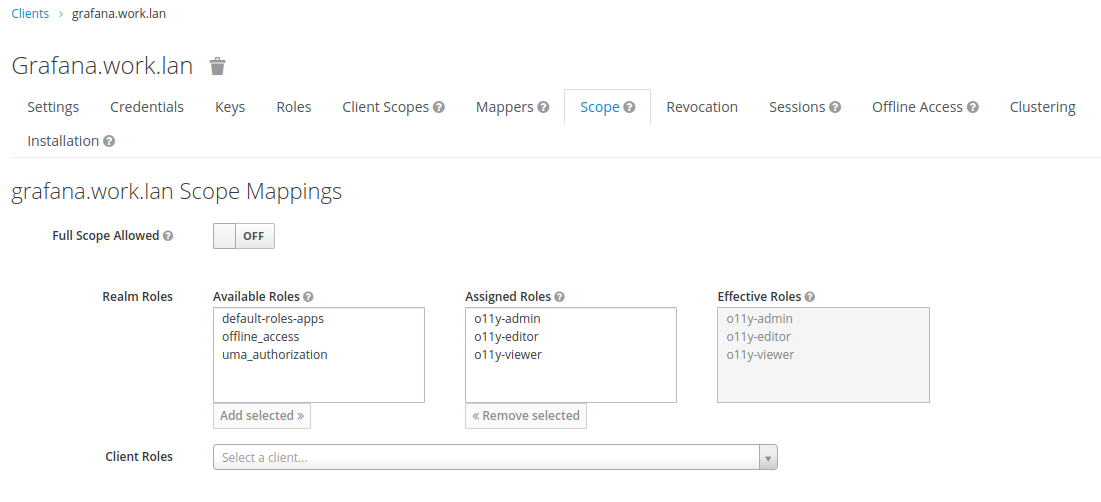 Clients > grafana.work.lan
Grafana.work.lan
Settings Credentials Keys Roles Client Scopes Mappers Scope Revocation Sessions Offline Access Clustering
Installation
grafana.work.lan Scope Mappings
Full Scope Allowed OFF
Realm Roles Available Roles Assigned Roles Effective Roles
default-roles-apps o11y-admin o11y-admin
offline_access o11y-editor o11y-editor
uma_authorization o11y-viewer o11y-viewer
Add selected » « Remove selected
Client Roles Select a client...